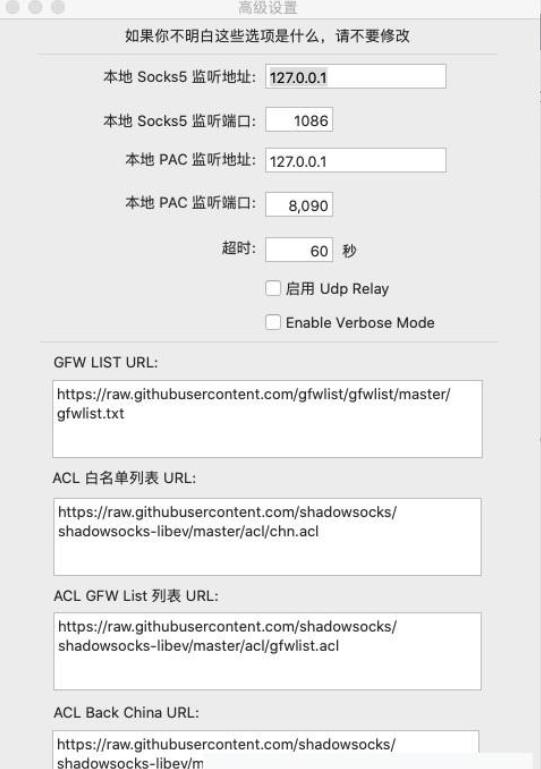 高级设置
如果你不明白这些选项是什么，请不要修改
本地 Socks5 监听地址: 127.0.0.1
本地 Socks5 监听端口: 1086
本地 PAC 监听地址: 127.0.0.1
本地 PAC 监听端口: 8,090
超时: 60 秒
启用 Udp Relay
Enable Verbose Mode
GFW LIST URL:
https://raw.githubusercontent.com/gfwlist/gfwlist/master/
gfwlist.txt
ACL 白名单列表 URL:
https://raw.githubusercontent.com/shadowsocks/
shadowsocks-libev/master/acl/chn.acl
ACL GFW List 列表 URL:
https://raw.githubusercontent.com/shadowsocks/
shadowsocks-libev/master/acl/gfwlist.acl
ACL Back China URL:
https://raw.githubusercontent.com/shadowsocks/
shadowsocks-libev/m